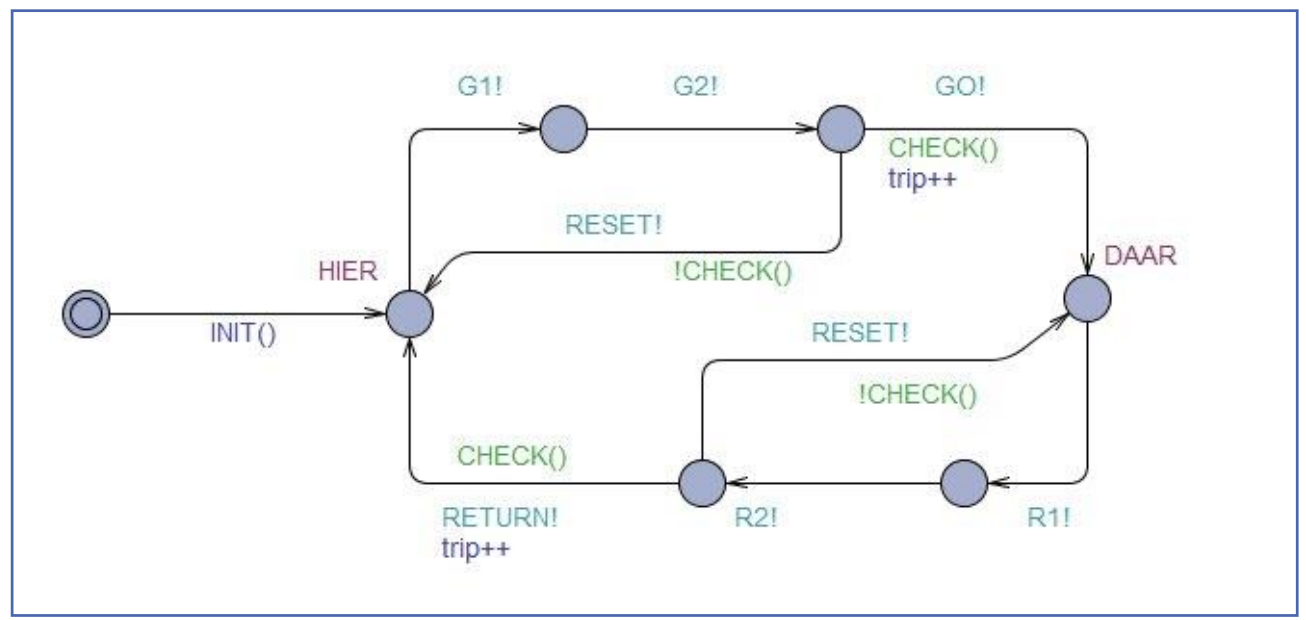 G1!
G2!
GO!
CHECK()
trip++
RESET!
!CHECK()
HIER
DAAR
INIT()
RESET!
!CHECK()
CHECK()
RETURN!
trip++
R2!
R1!